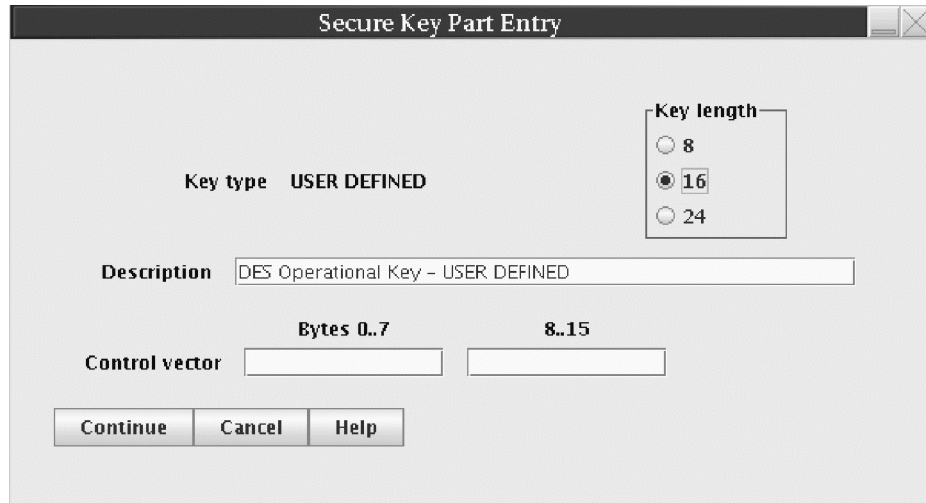 Secure Key Part Entry
Key length
8
Key type USER DEFINED
16
24
Description DES Operational Key – USER DEFINED
Bytes 0..7 8..15
Control vector
Continue Cancel Help